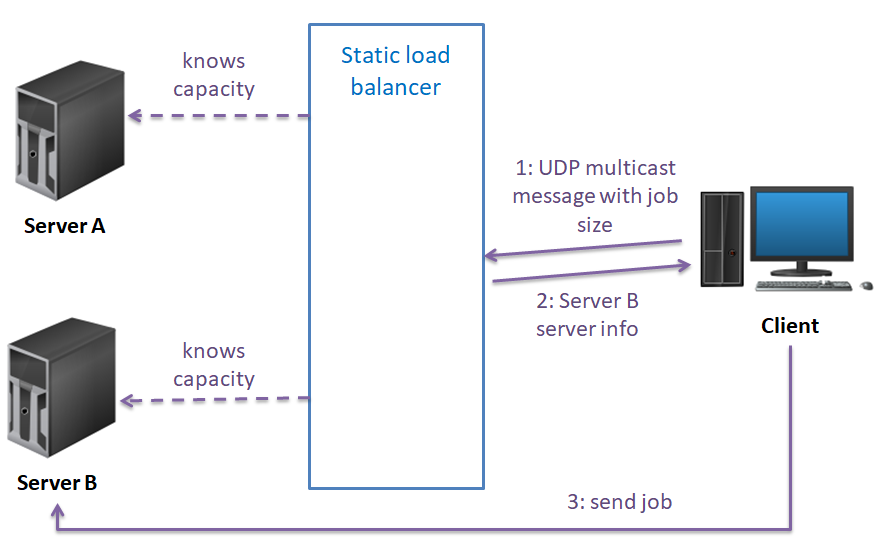 knows
capacity
Server A
Static load
balancer
1: UDP multicast
message with job
size
2: Server B
server info
Client
knows
capacity
Server B
3: send job